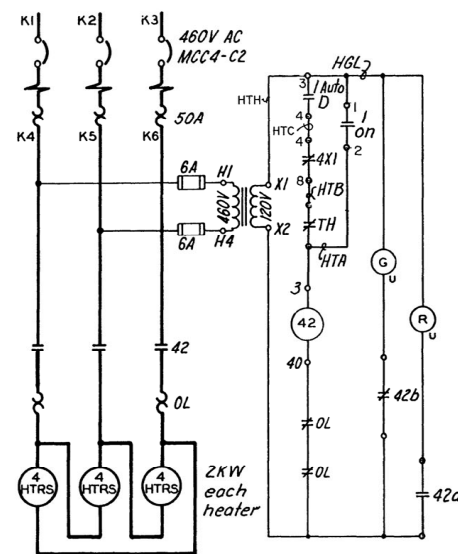 K1 K2 K3
460V AC
MCC4-C2
50A
K4 K5 K6
6A
H1
460V
120V
X1
6A
H4
X2
HTH
HGL
3
1 Auto
D
4
HTC
4
4X1
8
HTB
TH
HTA
1
1
on
2
3
42
40
OL
OL
G
U
R
U
42b
42a
42
OL
4
HTRS
4
HTRS
4
HTRS
2KW
each
heater